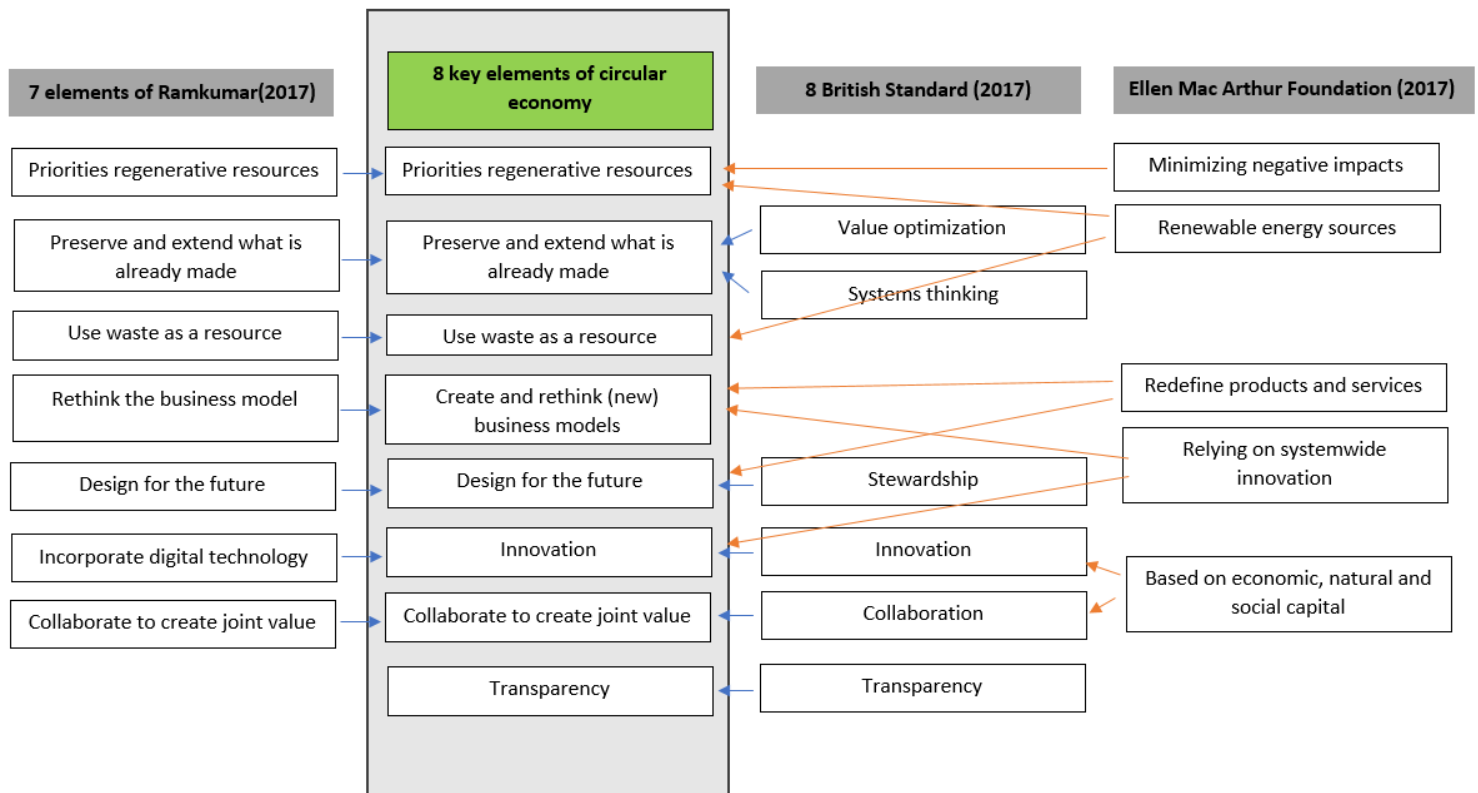 7 elements of Ramkumar(2017)
Priorities regenerative resources
Preserve and extend what is
already made
Use waste as a resource
Rethink the business model
Design for the future
Incorporate digital technology
Collaborate to create joint value
8 key elements of circular
economy
Priorities regenerative resources
Preserve and extend what is
already made
Use waste as a resource
Create and rethink (new)
business models
Design for the future
Innovation
Collaborate to create joint value
Transparency
8 British Standard (2017)
Value optimization
Systems thinking
Stewardship
Innovation
Collaboration
Transparency
Ellen Mac Arthur Foundation (2017)
Minimizing negative impacts
Renewable energy sources
Redefine products and services
Relying on systemwide
innovation
Based on economic, natural and
social capital